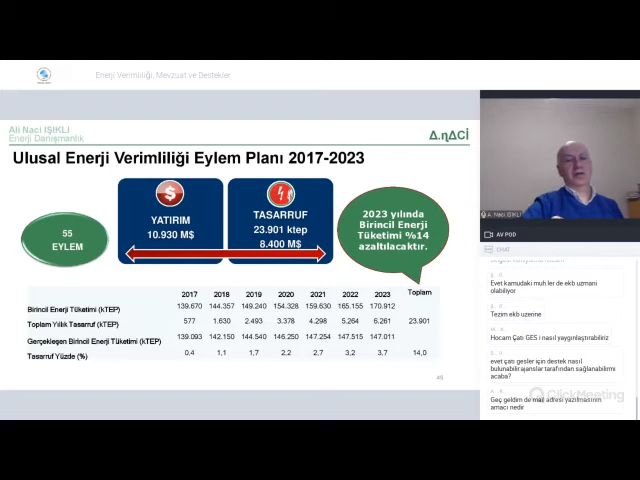 Enerji Verimliliği, Mevzuat ve Destekler
Ali Naci IŞIKLI
Enerji Danışmanlık
Ulusal Enerji Verimliliği Eylem Planı 2017-2023
55
EYLEM
YATIRIM
10.930 M$
TASARRUF
23.901 ktep
8.400 M$
2023 yılında
Birincil Enerji
Tüketimi %14
azaltılacaktır.
2017 2018 2019 2020 2021 2022 2023 Toplam
Birincil Enerji Tüketimi (kTEP) 139.670 144.357 149.240 154.328 159.630 165.155 170.912
Toplam Yıllık Tasarruf (kTEP) 577 1.630 2.493 3.378 4.298 5.264 6.261 23.901
Gerçekleşen Birincil Enerji Tüketimi (kTEP) 139.093 142.150 144.540 146.250 147.254 147.515 147.011
Tasarruf Yüzde (%) 0,4 1,1 1,7 2,2 2,7 3,2 3,7 14,0
46
A. Naci IŞIKLI
AV POD
CHAT
Evet kamudaki muh.ler de ekb uzmanı
olabiliyor
Tezim ekb uzerine
Hocam Çatı GES i nasıl yaygınlaştırabiliriz
evet çatı gesler için destek nasıl
bulunabilir.ajanslar tarafından sağlanabilirmi
acaba?
ClickMeeting
Geç geldim de mail adresi yazılmasının
amacı nedir